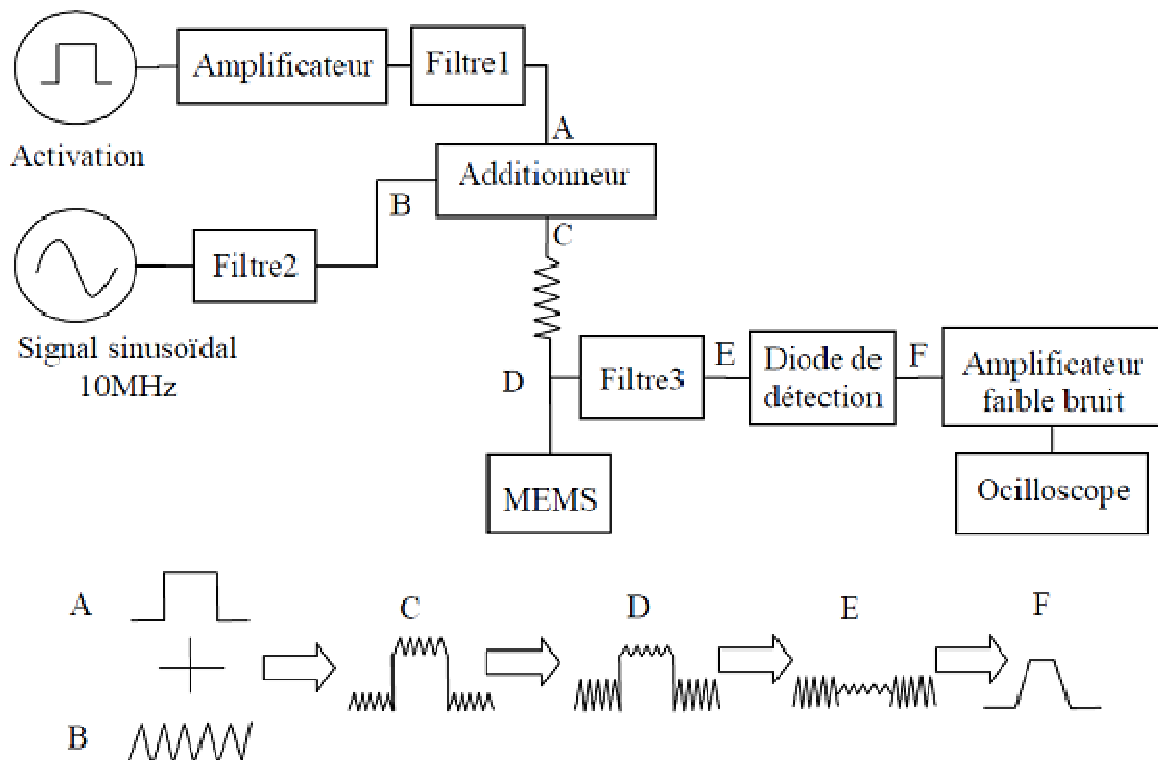 Amplificateur
Filtre1
Activation
A
Additionneur
B
C
Filtre2
Signal sinusoïdal
10MHz
D
Filtre3
E
Diode de
détection
F
Amplificateur
faible bruit
MEMS
Ocilloscope
A
C
D
E
F
B